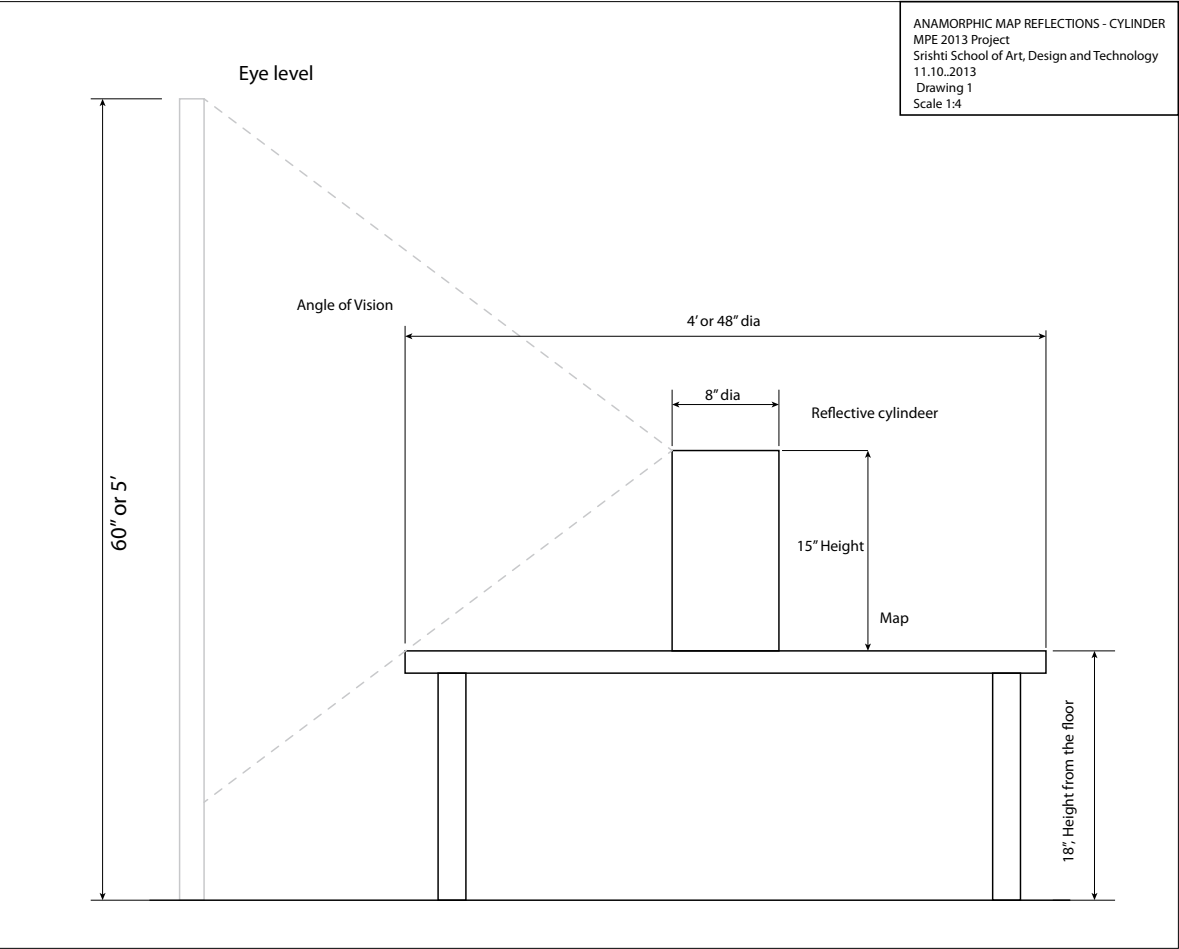 ANAMORPHIC MAP REFLECTIONS - CYLINDER
MPE 2013 Project
Srishti School of Art, Design and Technology
11.10..2013
Drawing 1
Scale 1:4
Eye level
Angle of Vision
4' or 48" dia
8" dia
Reflective cylindeer
60" or 5'
15" Height
Map
18", Height from the floor